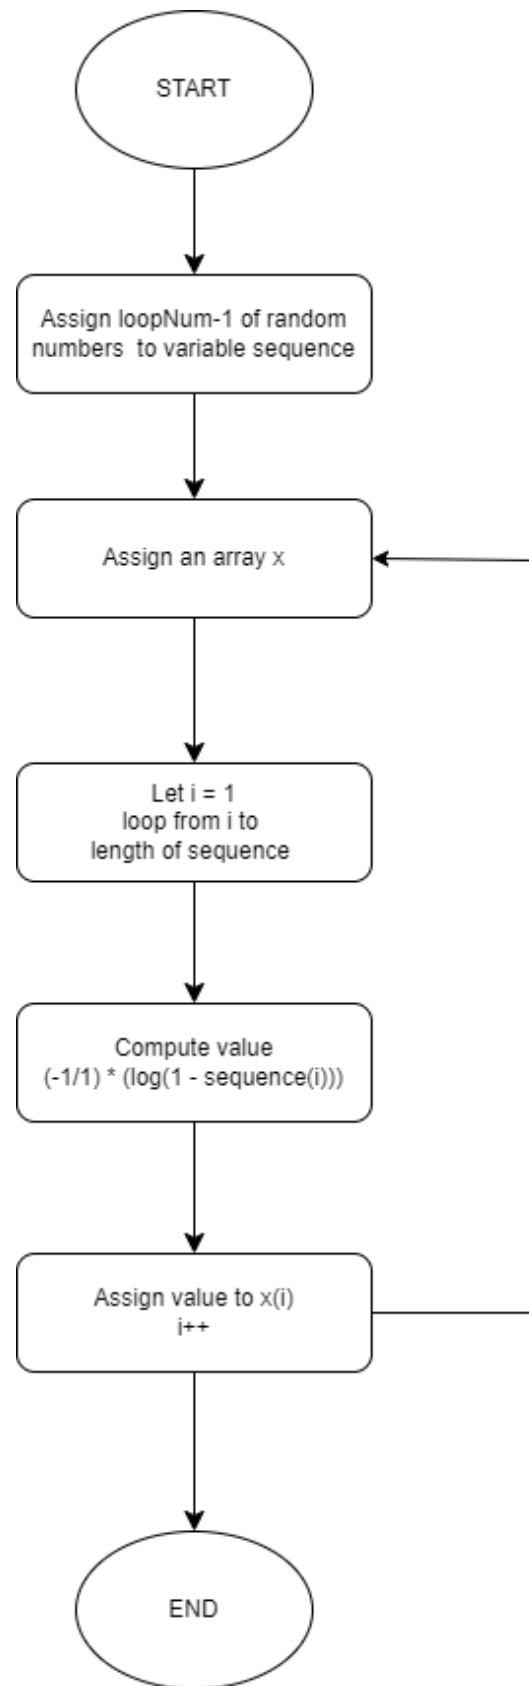 START
Assign loopNum-1 of random
numbers to variable sequence
Assign an array x
Let i = 1
loop from i to
length of sequence
Compute value
(-1/1) * (log(1 - sequence(i)))
Assign value to x(i)
i++
END